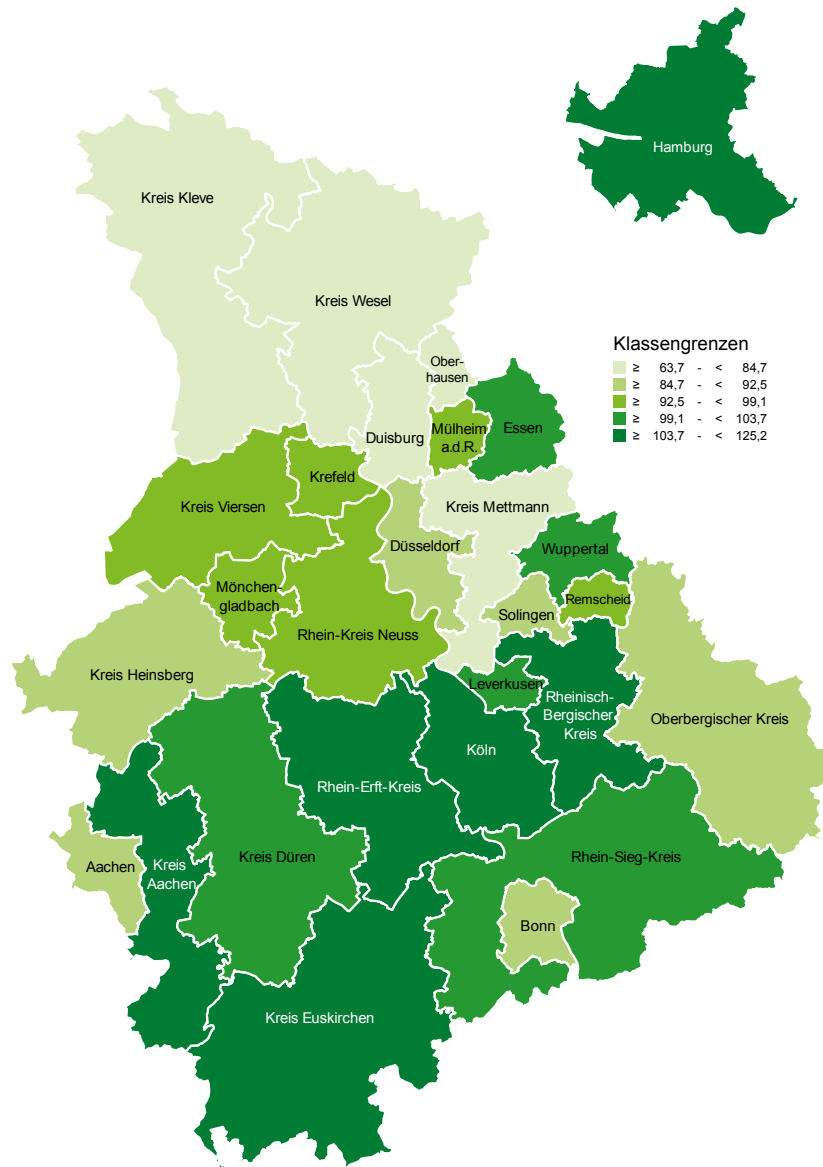 Hamburg
Kreis Kleve
Kreis Wesel
Klassengrenzen
≥ 63,7 - < 84,7
≥ 84,7 - < 92,5
≥ 92,5 - < 99,1
≥ 99,1 - < 103,7
≥ 103,7 - < 125,2
Ober-
hausen
Duisburg
Mülheim
a.d.R.
Essen
Krefeld
Kreis Viersen
Kreis Mettmann
Düsseldorf
Wuppertal
Mönchen-
gladbach
Remscheid
Solingen
Rhein-Kreis Neuss
Kreis Heinsberg
Leverkusen
Rheinisch-
Bergischer
Kreis
Oberbergischer Kreis
Köln
Rhein-Erft-Kreis
Kreis Düren
Rhein-Sieg-Kreis
Aachen
Kreis
Aachen
Bonn
Kreis Euskirchen